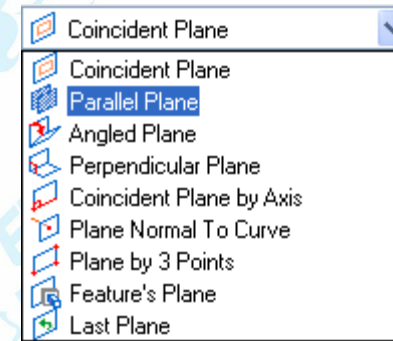 Coincident Plane
Coincident Plane
Parallel Plane
Angled Plane
Perpendicular Plane
Coincident Plane by Axis
Plane Normal To Curve
Plane by 3 Points
Feature's Plane
Last Plane